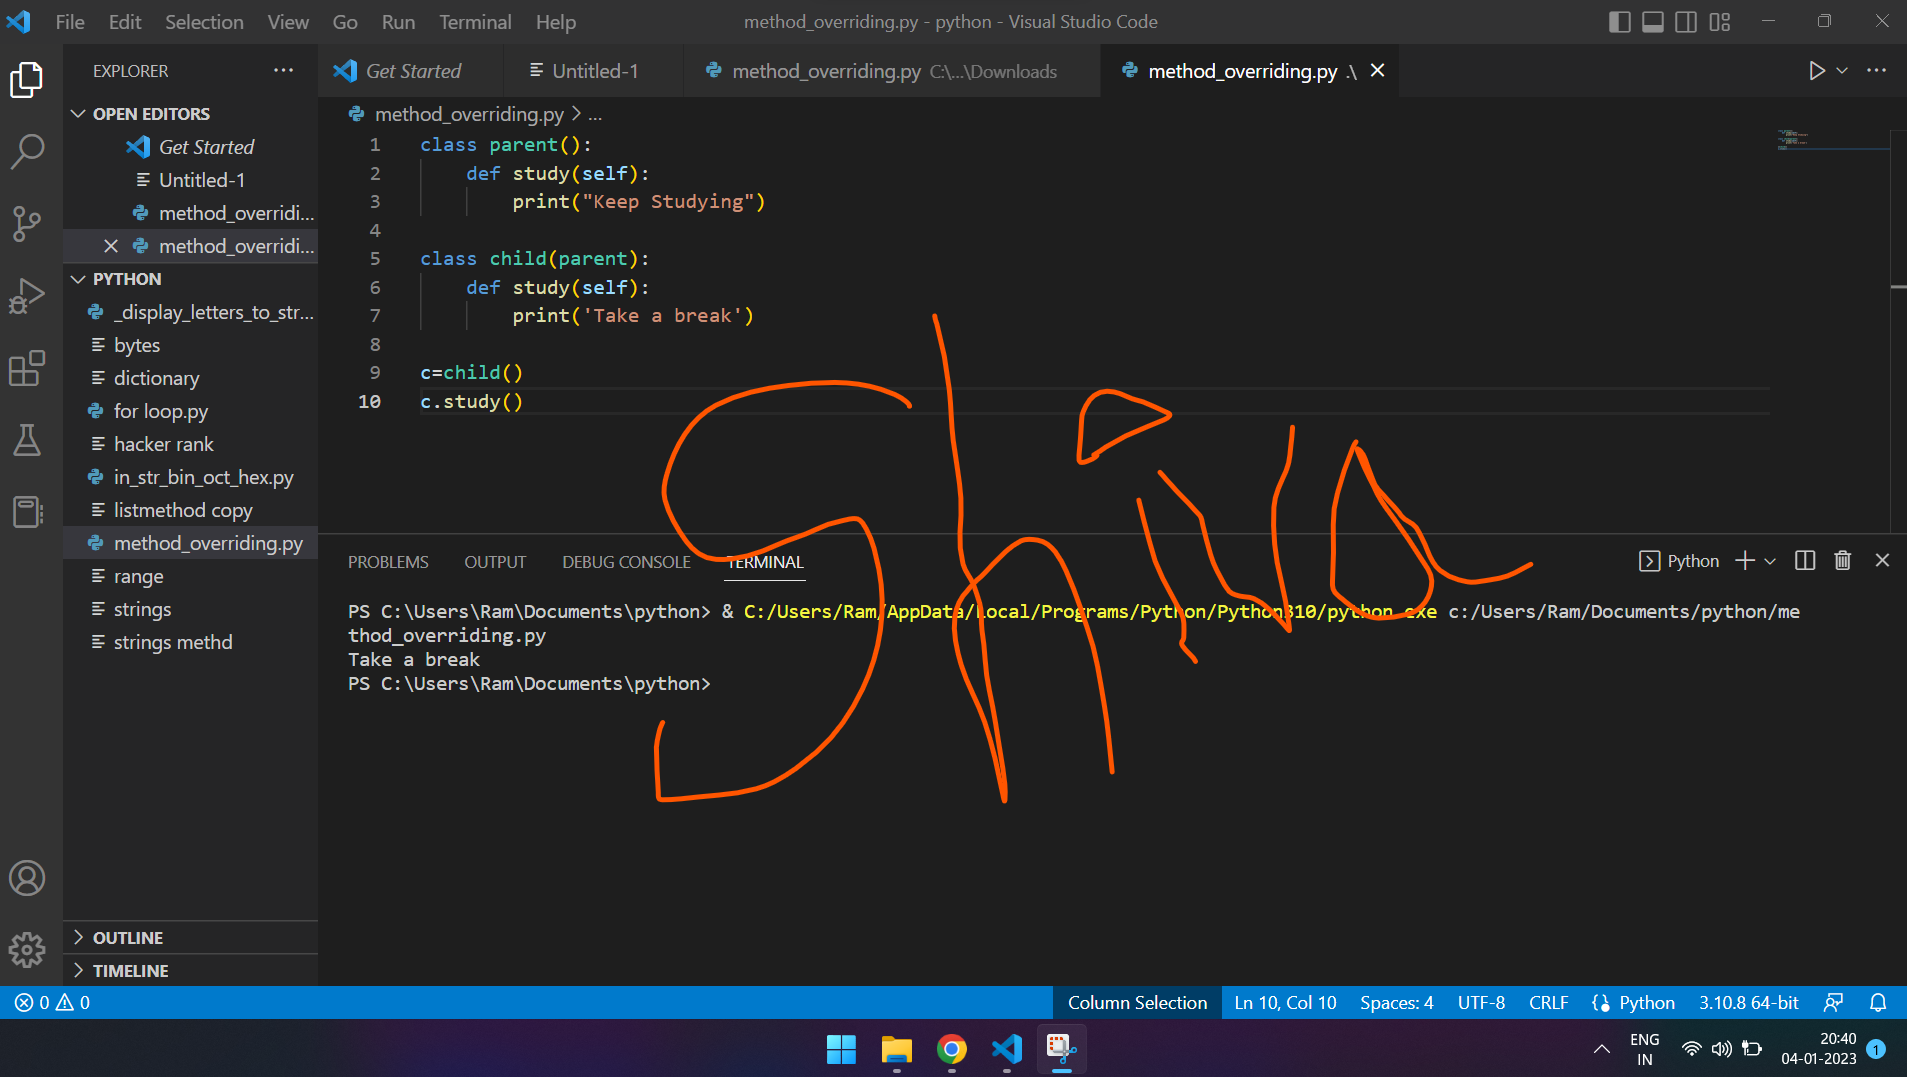 File Edit Selection View Go Run Terminal Help
method_overriding.py - python - Visual Studio Code
EXPLORER
OPEN EDITORS
Get Started
Untitled-1
method_overridi...
method_overridi...
PYTHON
_display_letters_to_str...
bytes
dictionary
for loop.py
hacker rank
in_str_bin_oct_hex.py
listmethod copy
method_overriding.py
range
strings
strings methd
OUTLINE
TIMELINE
Get Started
Untitled-1
method_overriding.py C:\...\Downloads
method_overriding.py .\
method_overriding.py > ...
1 class parent():
2 def study(self):
3 print("Keep Studying")
4
5 class child(parent):
6 def study(self):
7 print('Take a break')
8
9 c=child()
10 c.study()
PROBLEMS OUTPUT DEBUG CONSOLE TERMINAL
Python
PS C:\Users\Ram\Documents\python> & C:/Users/Ram/AppData/Local/Programs/Python/Python310/python.exe c:/Users/Ram/Documents/python/me
thod_overriding.py
Take a break
PS C:\Users\Ram\Documents\python>
0 0
Column Selection Ln 10, Col 10 Spaces: 4 UTF-8 CRLF Python 3.10.8 64-bit
ENG
IN
20:40
04-01-2023
1